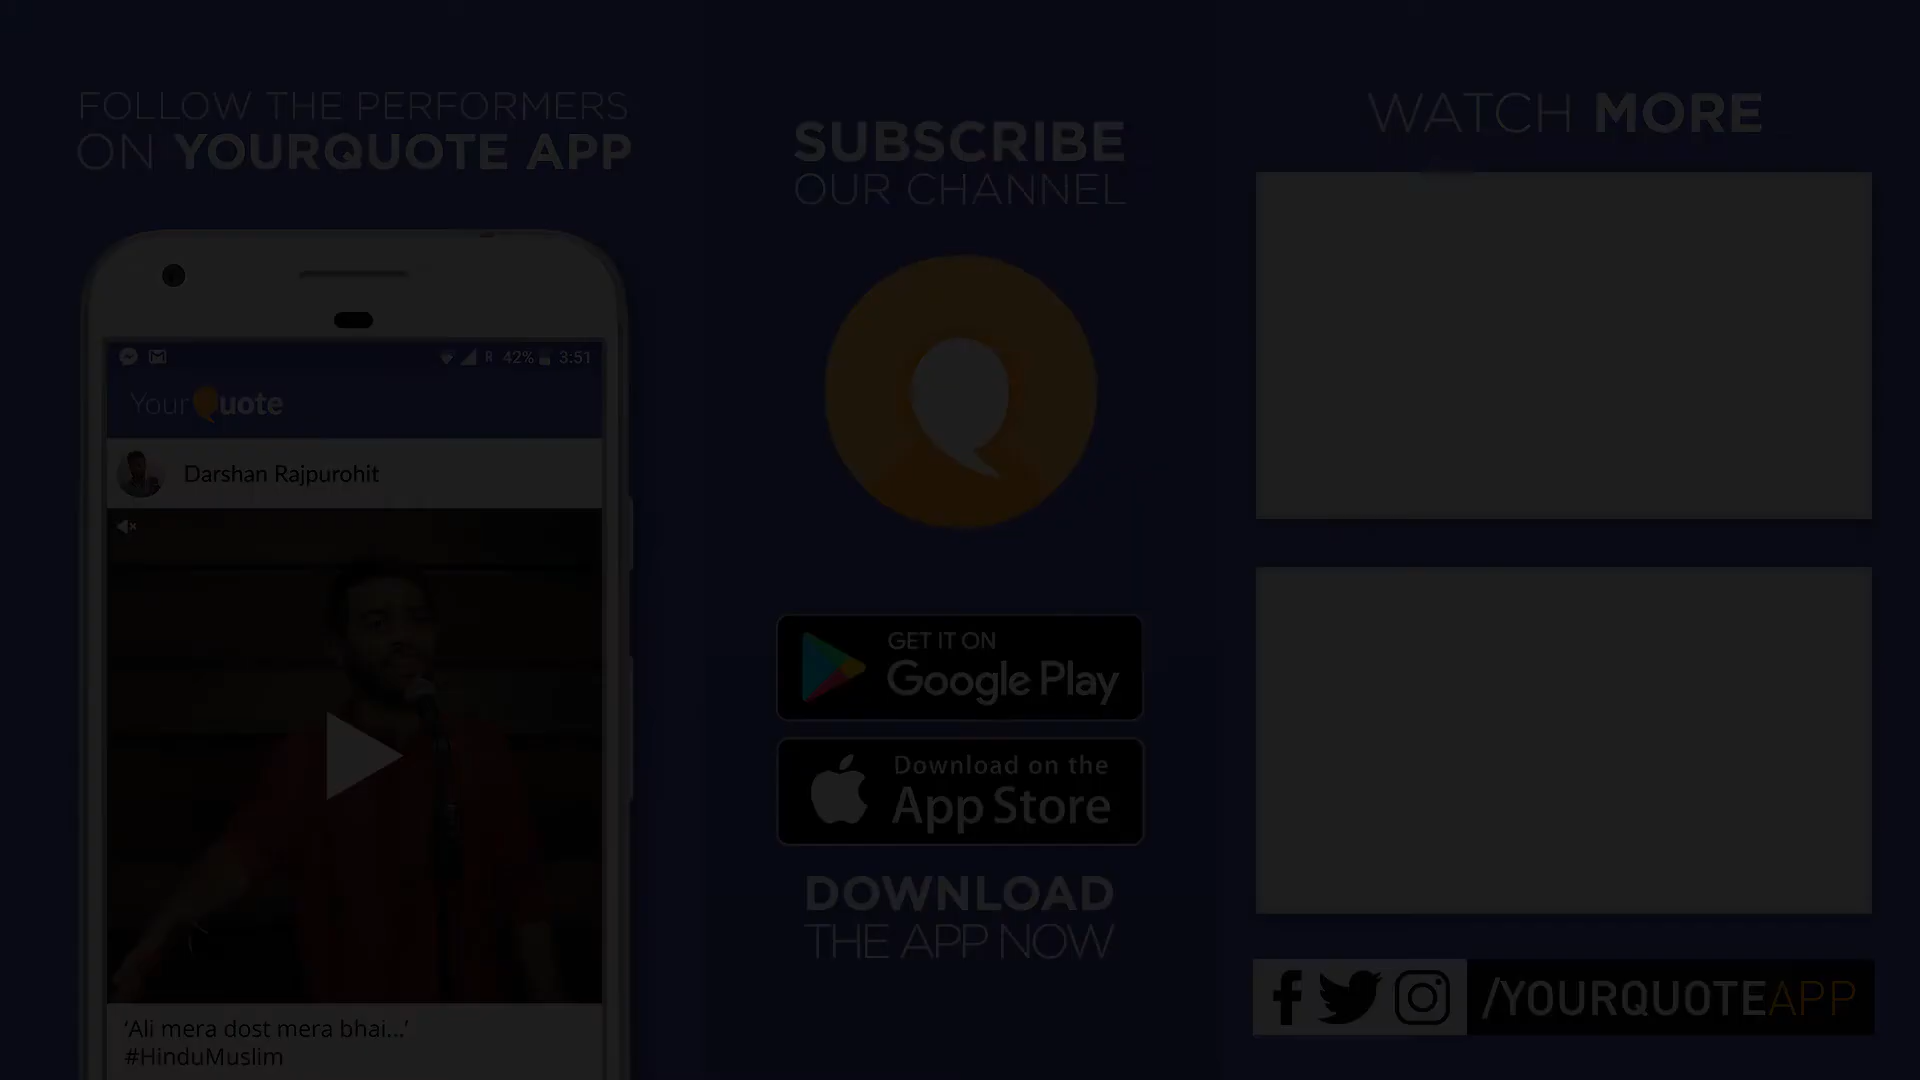 FOLLOW THE PERFORMERS
ON YOURQUOTE APP
R 42% 3:51
YourQuote
Darshan Rajpurohit
‘Ali mera dost mera bhai...’
#HinduMuslim
SUBSCRIBE
OUR CHANNEL
GET IT ON
Google Play
Download on the
App Store
DOWNLOAD
THE APP NOW
WATCH MORE
/YOURQUOTEAPP